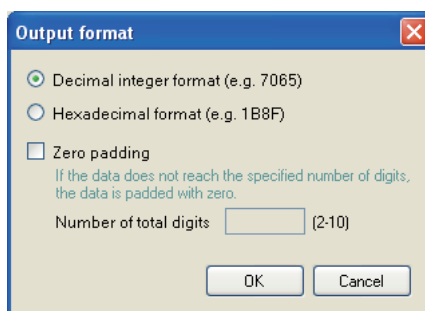 Output format
Decimal integer format (e.g. 7065)
Hexadecimal format (e.g. 1B8F)
Zero padding
If the data does not reach the specified number of digits,
the data is padded with zero.
Number of total digits (2-10)
OK Cancel